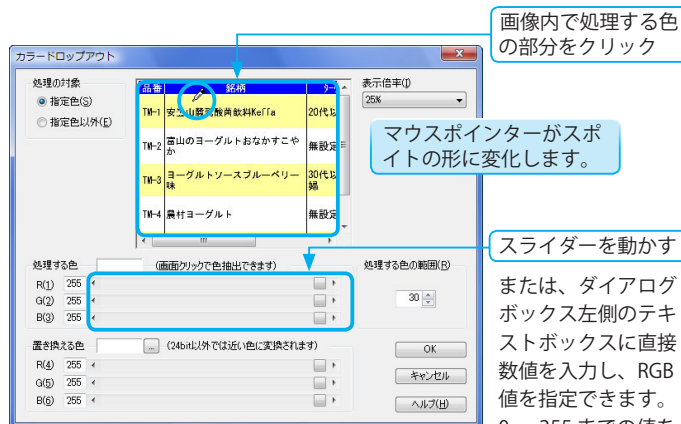 画像内で処理する色
の部分をクリック
カラードロップアウト
処理の対象
指定色(S)
指定色以外(E)
品番 銘柄
TM-1 20代以
TM-2 富山のヨーグルトおなかすこや
か 無設定
TM-3 ヨーグルトソースブルーベリー
味 30代以
婦
TM-4 農村ヨーグルト 無設定
表示倍率(I)
25%
マウスポインターがスポ
イトの形に変化します。
スライダーを動かす
または、ダイアログ
ボックス左側のテキ
ストボックスに直接
数値を入力し、RGB
値を指定できます。
処理する色 (画面クリックで色抽出できます)
R(1) 255
G(2) 255
B(3) 255
処理する色の範囲(R)
30
置き換える色 ... (24bit以外では近い色に変換されます)
R(4) 255
G(5) 255
B(6) 255
OK
キャンセル
ヘルプ(H)